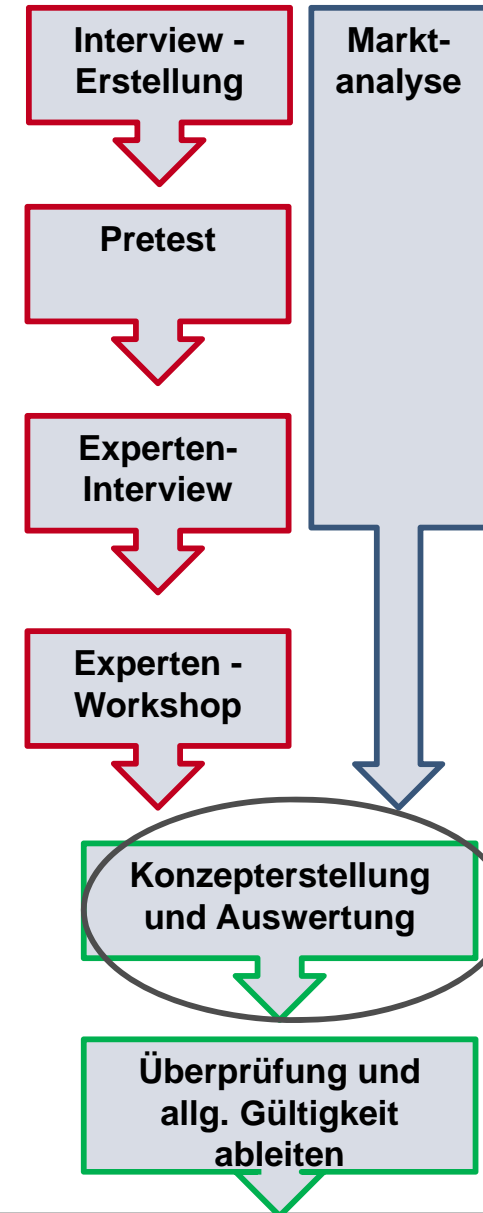 Interview -
Erstellung
Markt-
analyse
Pretest
Experten-
Interview
Experten -
Workshop
Konzepterstellung
und Auswertung
Überprüfung und
allg. Gültigkeit
ableiten